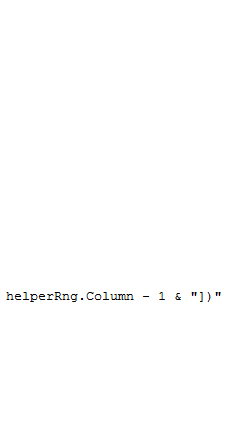 helperRng.Column - 1 & "])"